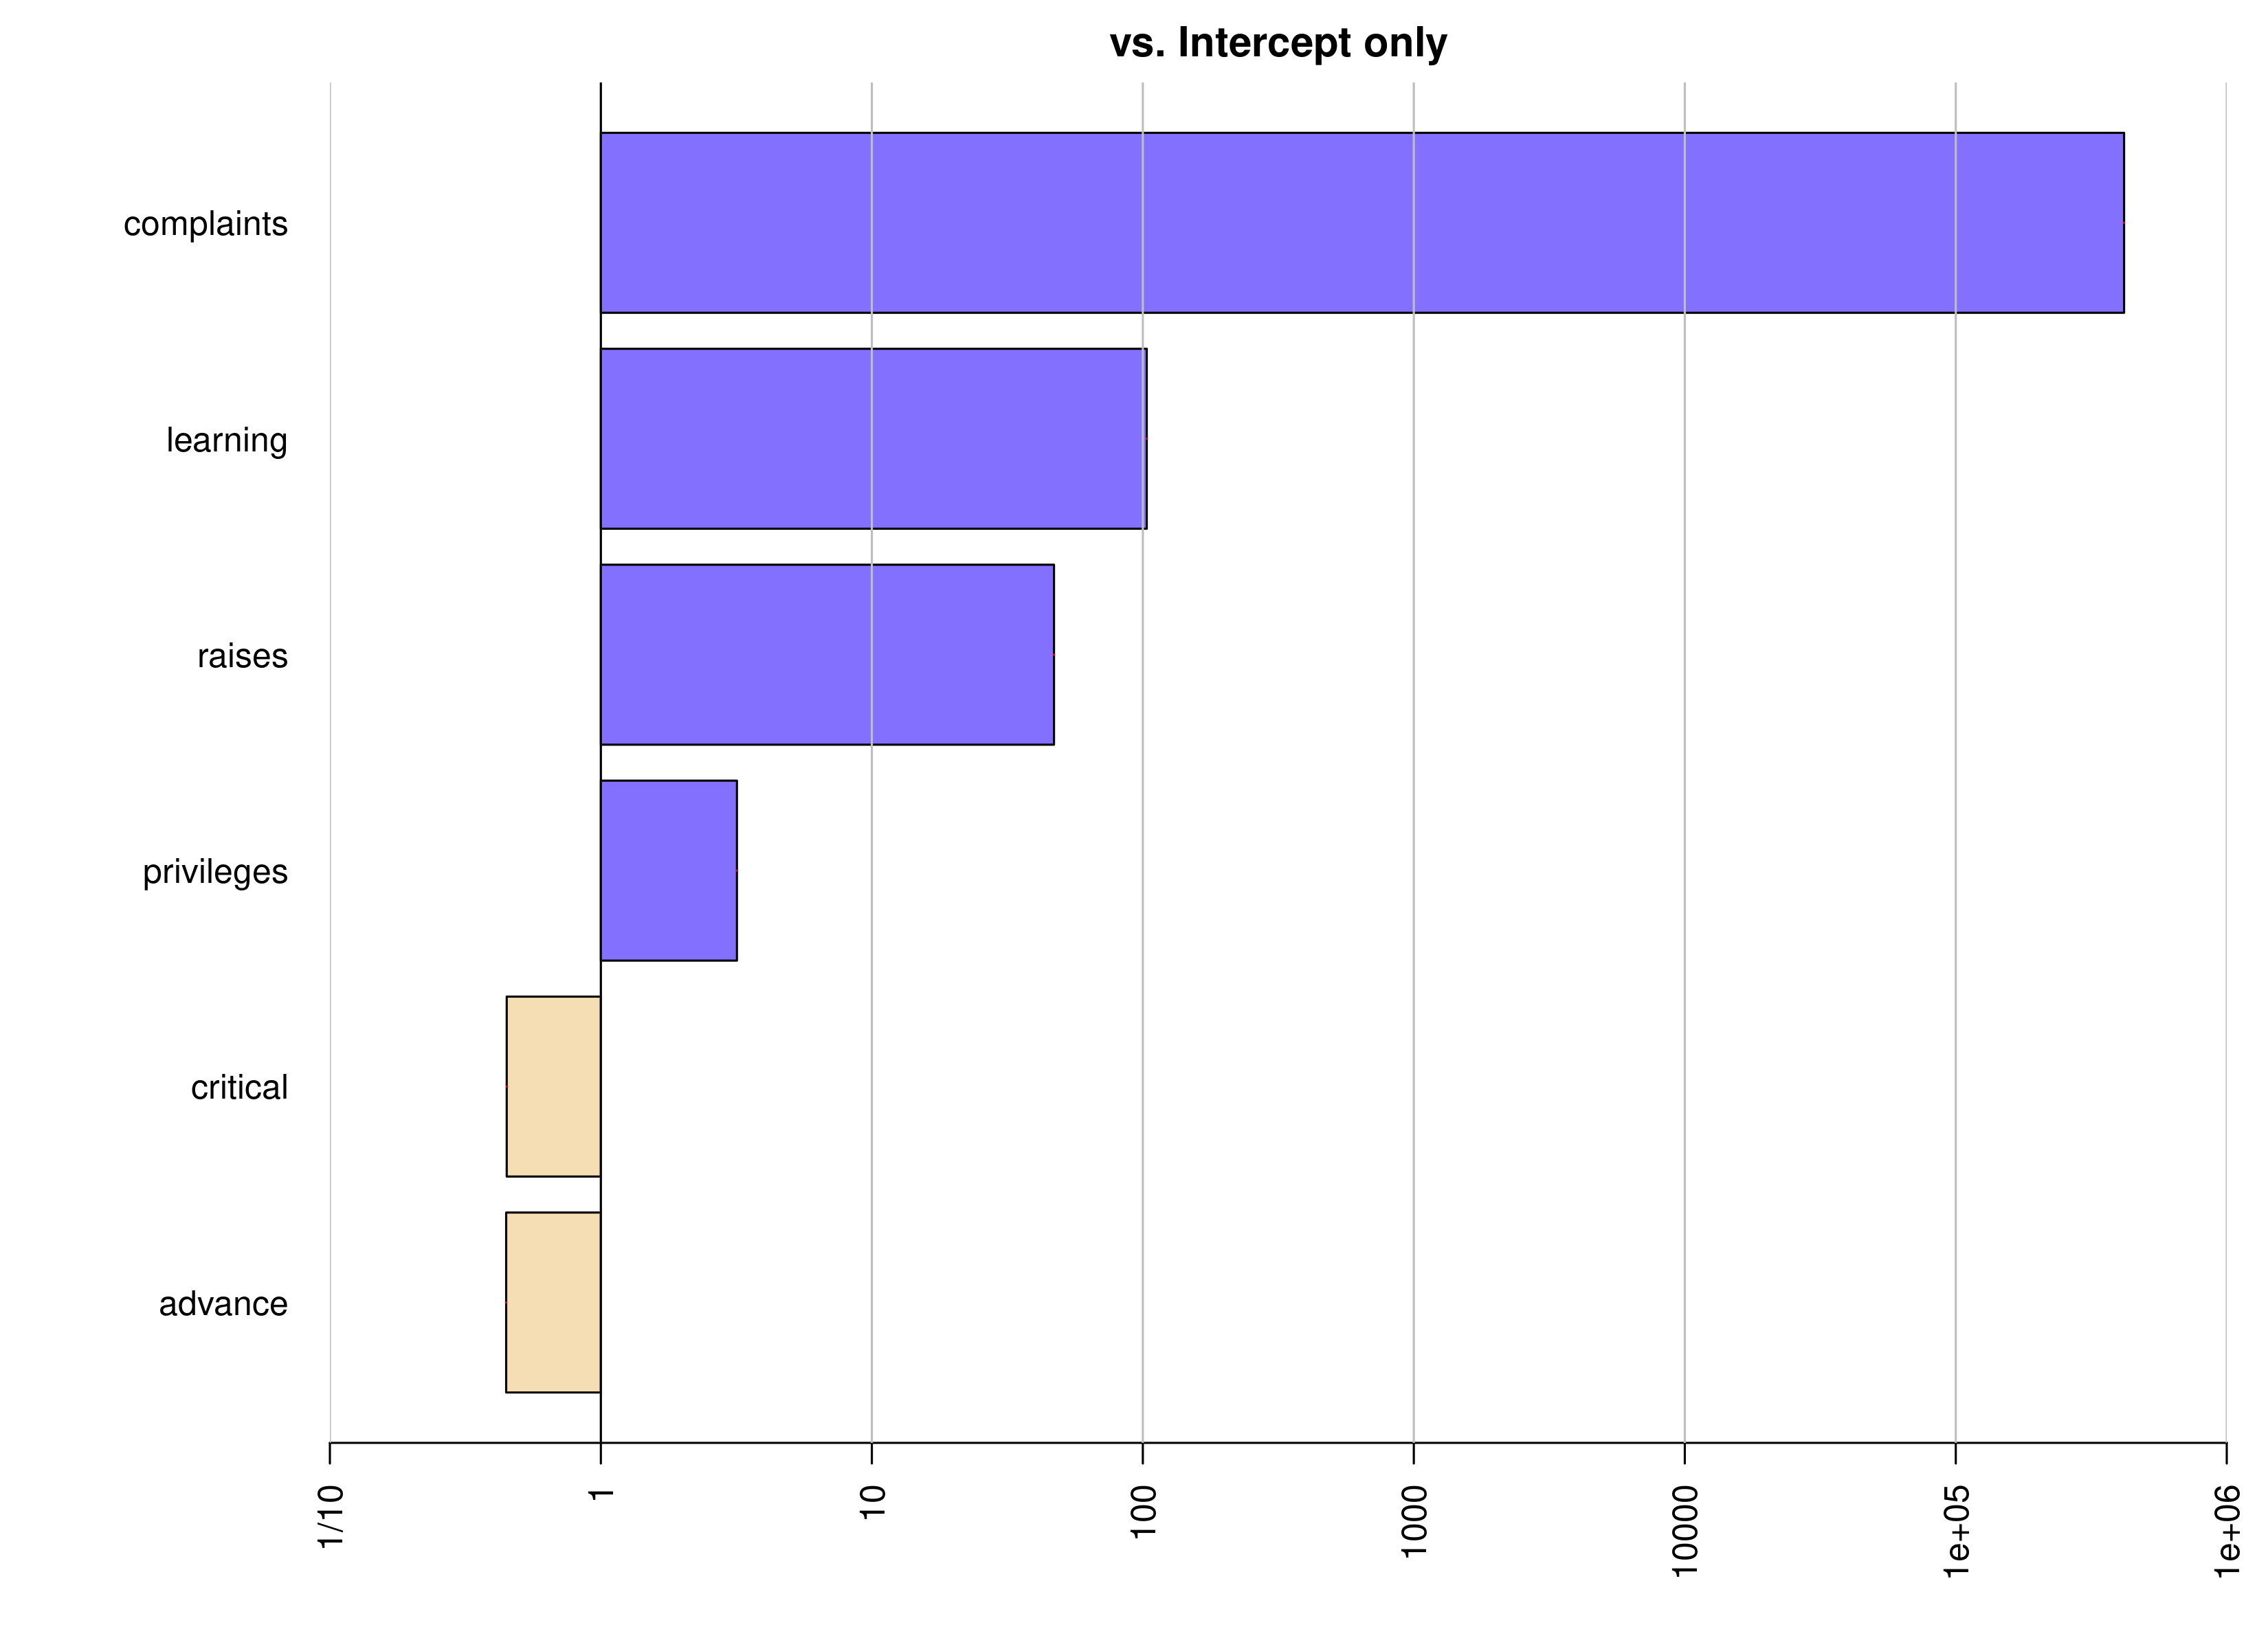 vs. Intercept only
complaints
learning
raises
privileges
critical
advance
1/10
1
10
100
1000
10000
1e+05
1e+06